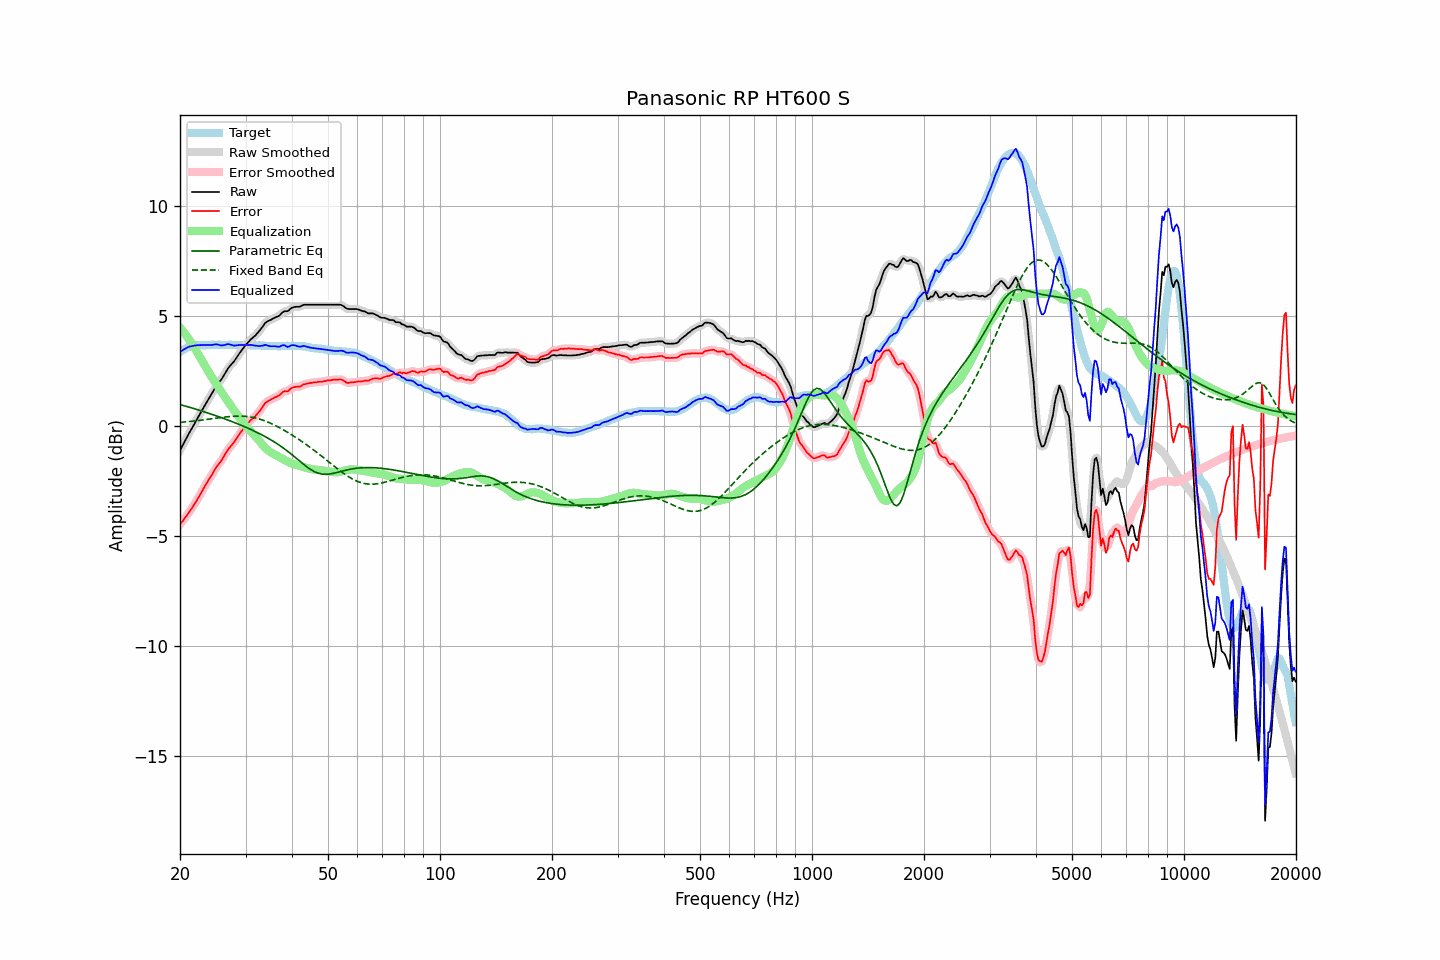 Panasonic RP HT600 S
Target
Raw Smoothed
Error Smoothed
Raw
Error
Equalization
Parametric Eq
Fixed Band Eq
Equalized
Amplitude (dBr)
10
5
0
−5
−10
−15
20 50 100 200 500 1000 2000 5000 10000 20000
Frequency (Hz)